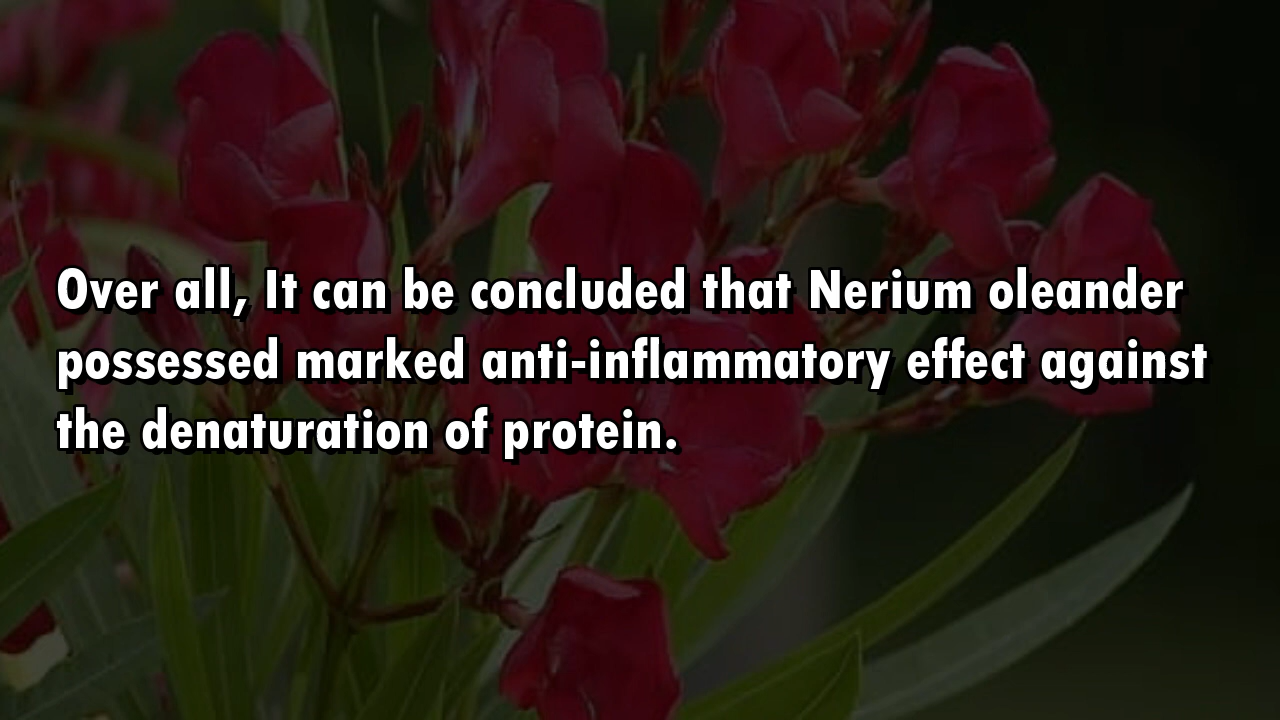 Over all, It can be concluded that Nerium oleander
possessed marked anti-inflammatory effect against
the denaturation of protein.